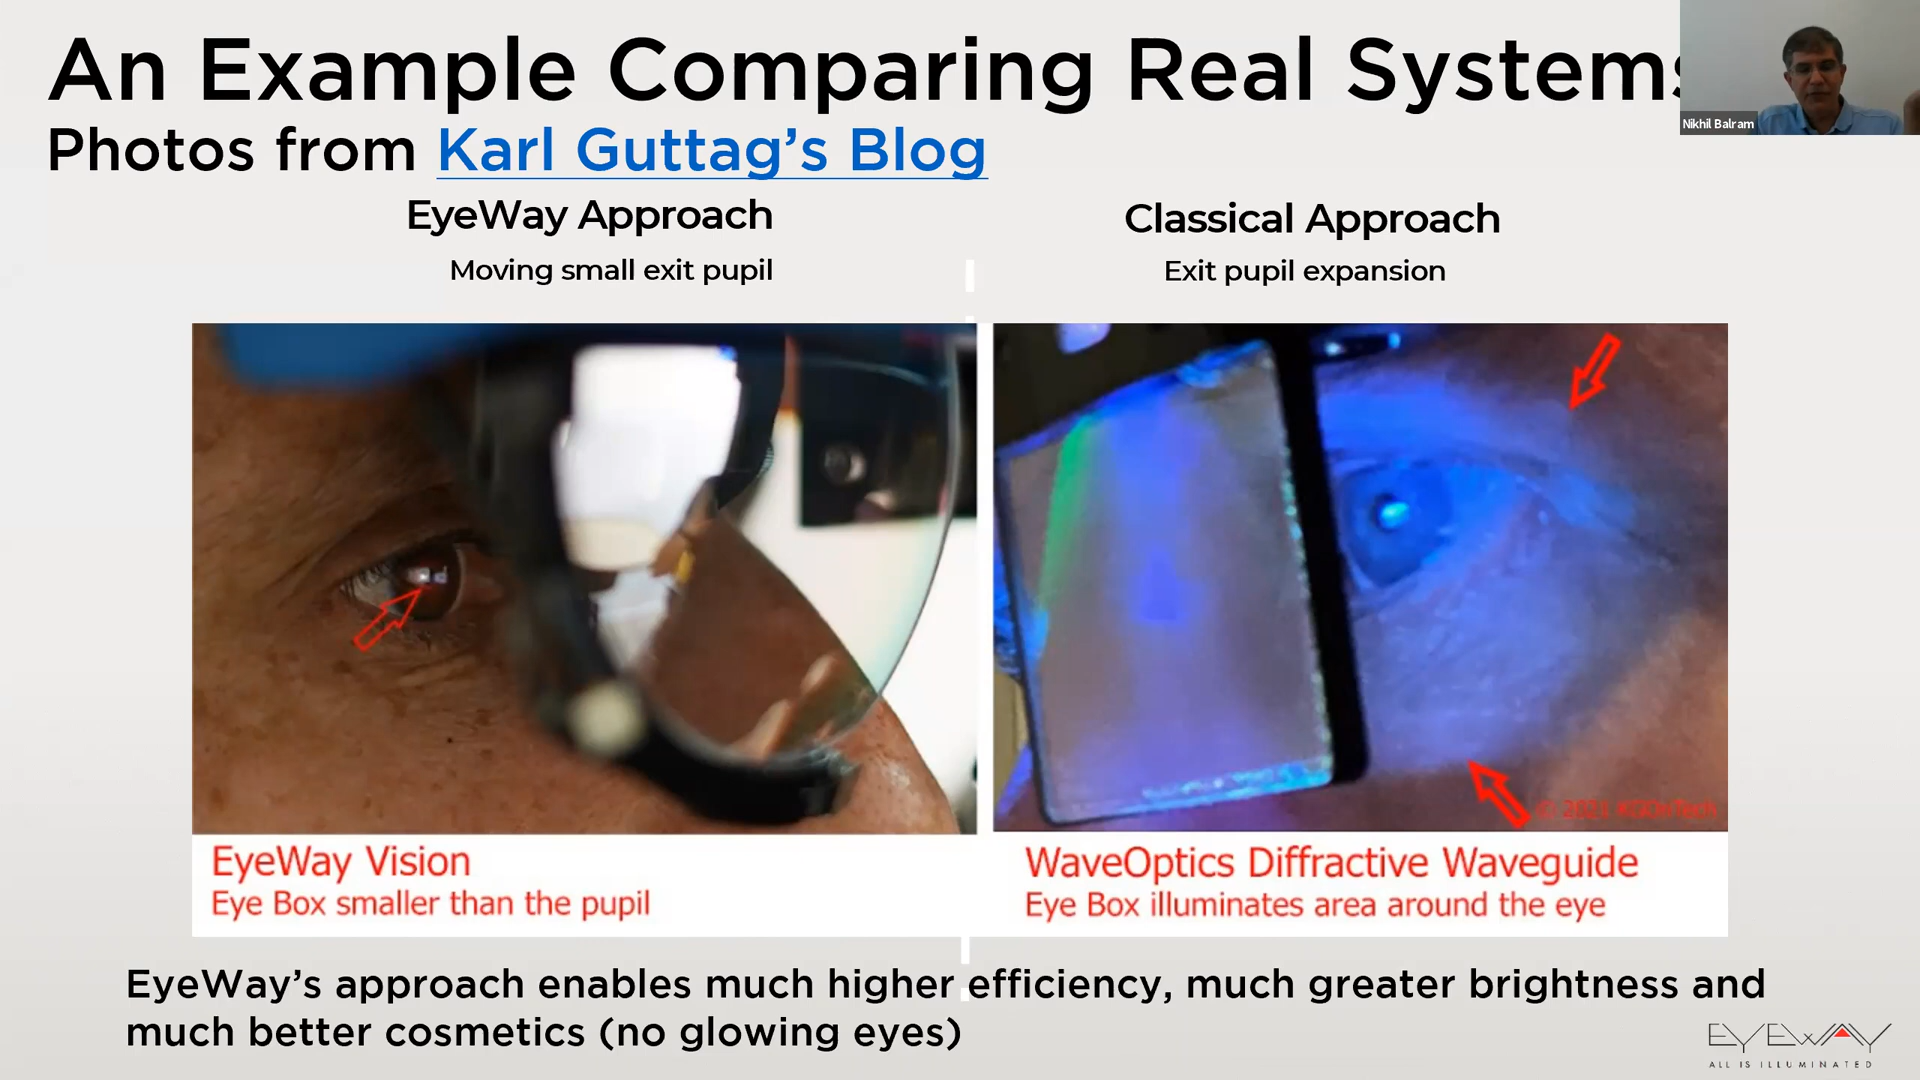 An Example Comparing Real Systems
Nikhil Balram
Photos from Karl Guttag's Blog
EyeWay Approach
Moving small exit pupil
Classical Approach
Exit pupil expansion
© 2021 KGOnTech
EyeWay Vision
Eye Box smaller than the pupil
WaveOptics Diffractive Waveguide
Eye Box illuminates area around the eye
EyeWay's approach enables much higher efficiency, much greater brightness and
much better cosmetics (no glowing eyes)
EYEWAY
ALL IS ILLUMINATED